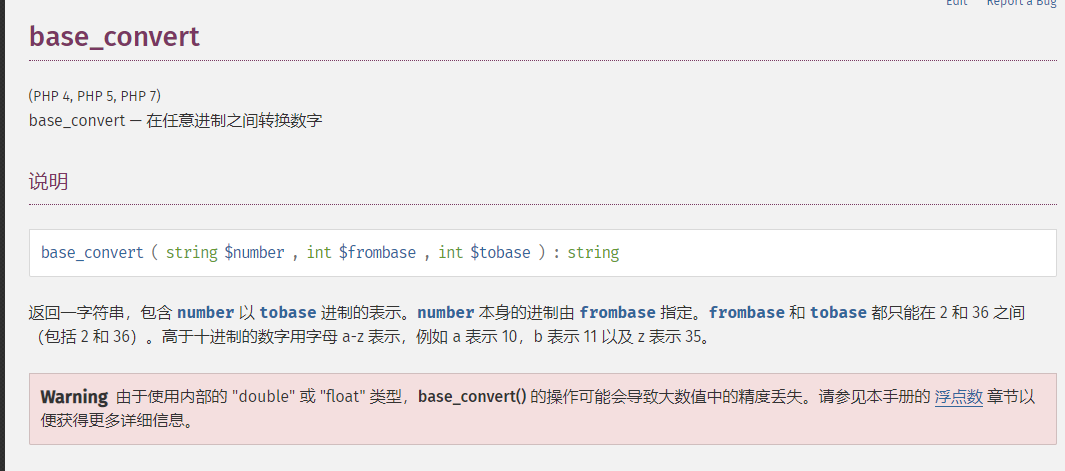 Edit Report a Bug
base_convert
(PHP 4, PHP 5, PHP 7)
base_convert — 在任意进制之间转换数字
说明
base_convert ( string $number , int $frombase , int $tobase ) : string
返回一字符串，包含 number 以 tobase 进制的表示。number 本身的进制由 frombase 指定。frombase 和 tobase 都只能在 2 和 36 之间
（包括 2 和 36）。高于十进制的数字用字母 a-z 表示，例如 a 表示 10，b 表示 11 以及 z 表示 35。
Warning 由于使用内部的 "double" 或 "float" 类型，base_convert() 的操作可能会导致大数值中的精度丢失。请参见本手册的 浮点数 章节以
便获得更多详细信息。